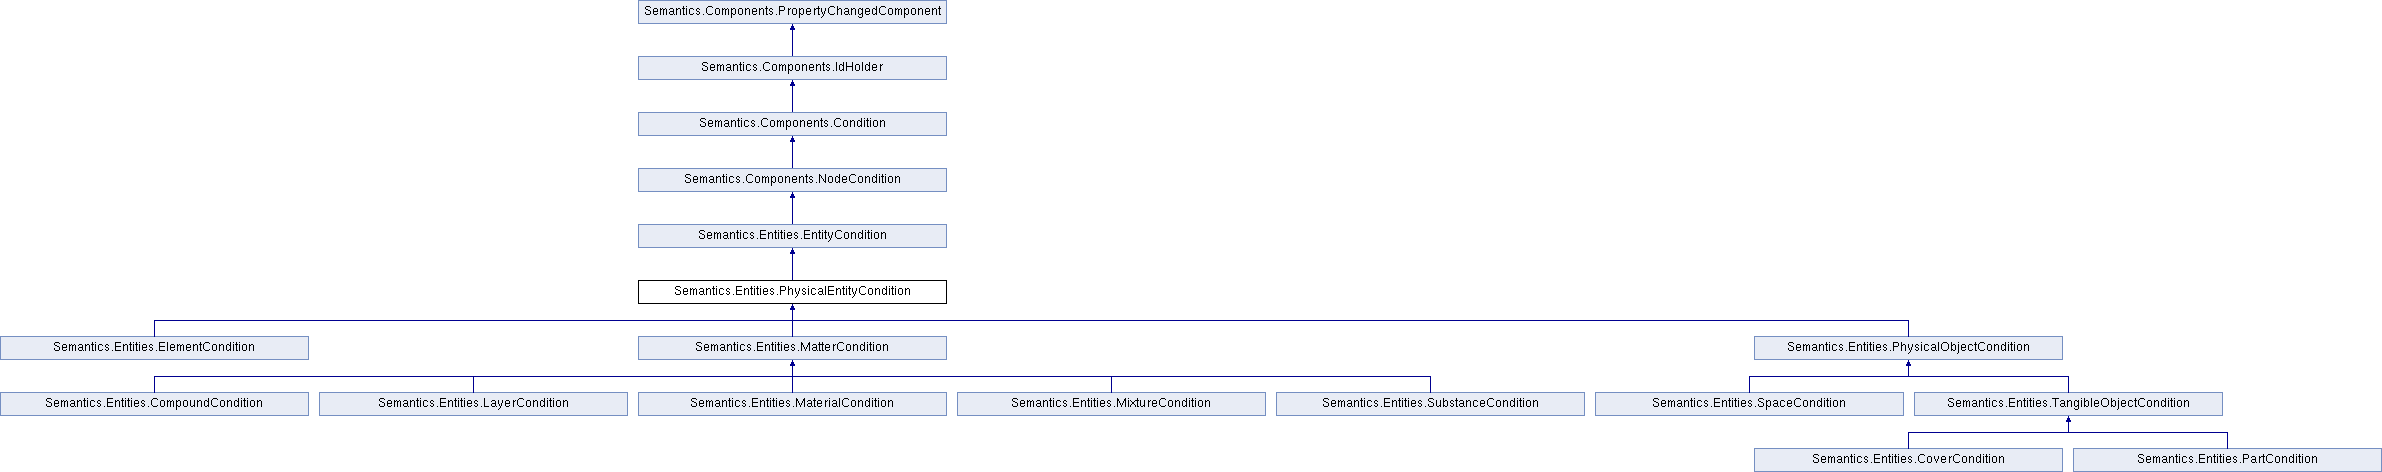 Semantics.Components.PropertyChangedComponent
Semantics.Components.IdHolder
Semantics.Components.Condition
Semantics.Components.NodeCondition
Semantics.Entities.EntityCondition
Semantics.Entities.PhysicalEntityCondition
Semantics.Entities.ElementCondition
Semantics.Entities.MatterCondition
Semantics.Entities.PhysicalObjectCondition
Semantics.Entities.CompoundCondition
Semantics.Entities.LayerCondition
Semantics.Entities.MaterialCondition
Semantics.Entities.MixtureCondition
Semantics.Entities.SubstanceCondition
Semantics.Entities.SpaceCondition
Semantics.Entities.TangibleObjectCondition
Semantics.Entities.CoverCondition
Semantics.Entities.PartCondition